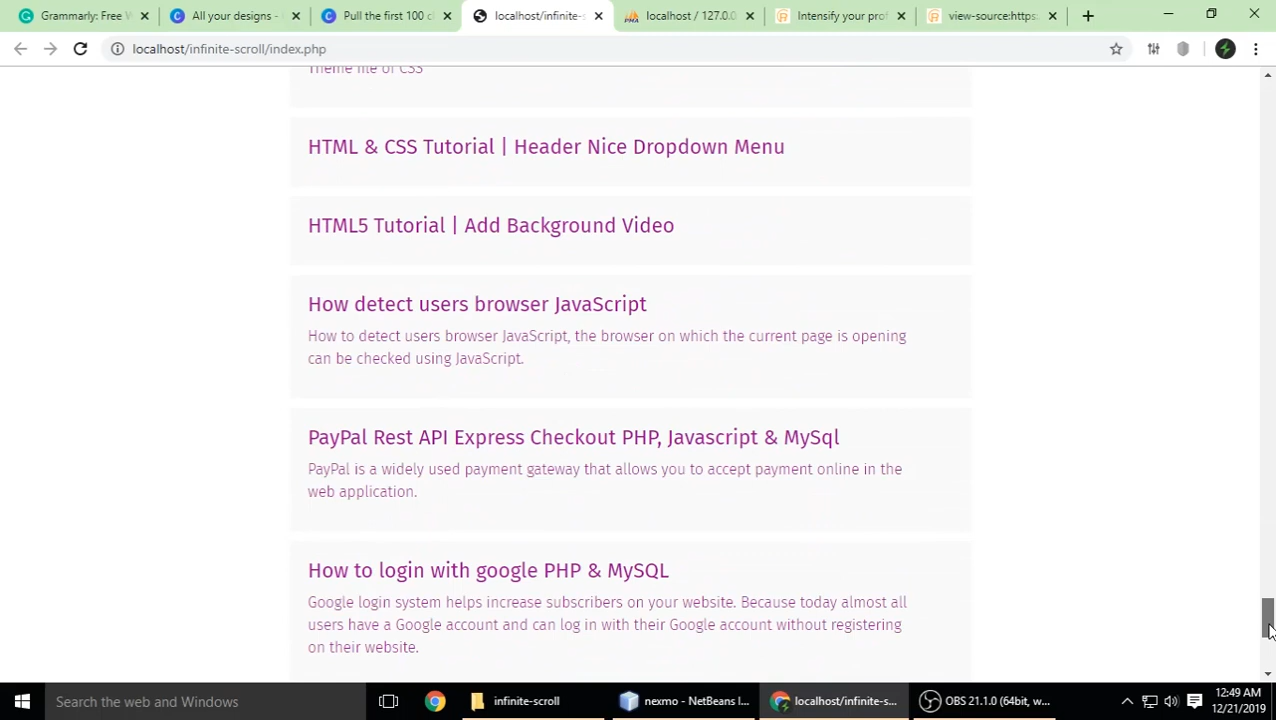 Grammarly: Free W
All your designs -
Pull the first 100 c
localhost/infinite-
localhost / 127.0.0
Intensify your prof
view-source:https:
localhost/infinite-scroll/index.php
Theme file of CSS
HTML & CSS Tutorial | Header Nice Dropdown Menu
HTML5 Tutorial | Add Background Video
How detect users browser JavaScript
How to detect users browser JavaScript, the browser on which the current page is opening
can be checked using JavaScript.
PayPal Rest API Express Checkout PHP, Javascript & MySql
PayPal is a widely used payment gateway that allows you to accept payment online in the
web application.
How to login with google PHP & MySQL
Google login system helps increase subscribers on your website. Because today almost all
users have a Google account and can log in with their Google account without registering
on their website.
Search the web and Windows
infinite-scroll
nexmo - NetBeans I...
localhost/infinite-s...
OBS 21.1.0 (64bit, w...
12:49 AM
12/21/2019